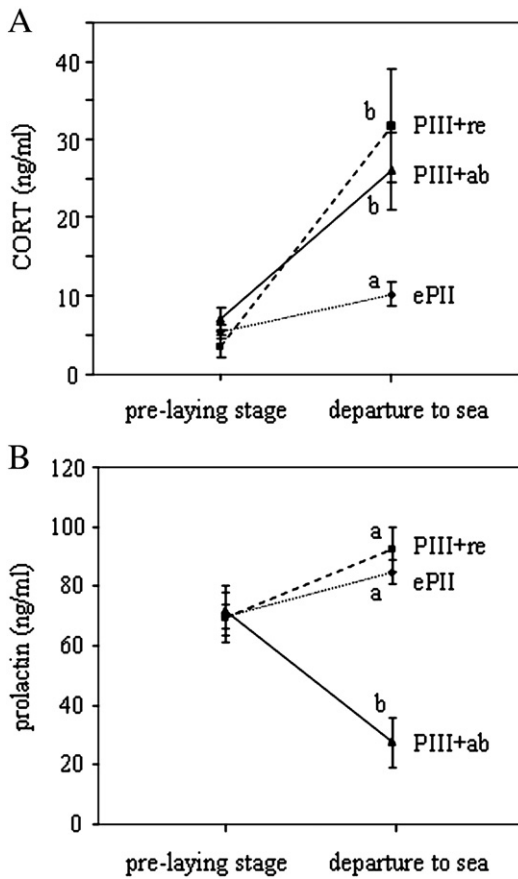 A
40
b
PIII+re
30
PIII+ab
CORT (ng/ml)
20
b
a
10
ePII
0
pre-laying stage departure to sea
B
120
100
a
PIII+re
80
ePII
a
prolactin (ng/ml)
60
40
b
PIII+ab
20
0
pre-laying stage departure to sea